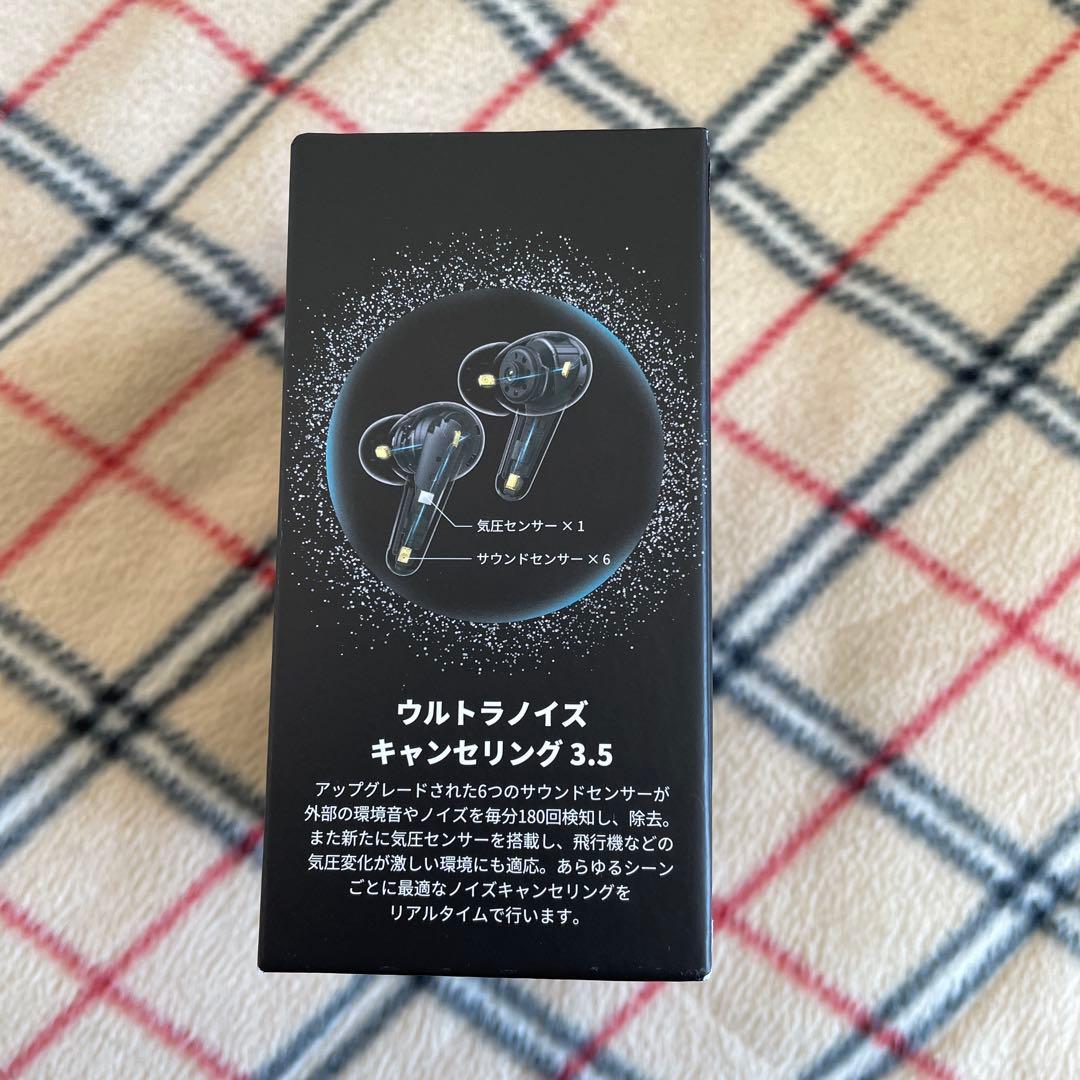 気圧センサー × 1
サウンドセンサー × 6
ウルトラノイズ
キャンセリング 3.5
アップグレードされた6つのサウンドセンサーが
外部の環境音やノイズを毎分180回検知し、除去。
また新たに気圧センサーを搭載し、飛行機などの
気圧変化が激しい環境にも適応。あらゆるシーン
ごとに最適なノイズキャンセリングを
リアルタイムで行います。